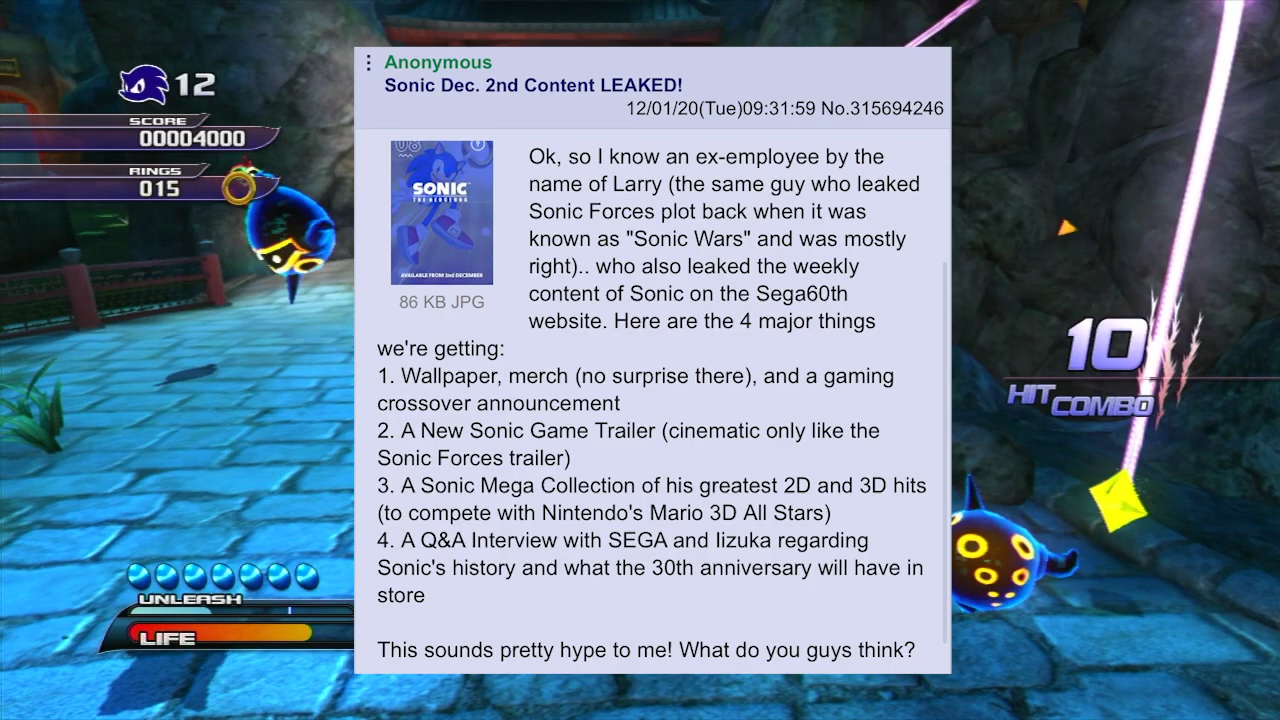 12
SCORE
00004000
RINGS
015
Anonymous
Sonic Dec. 2nd Content LEAKED!
12/01/20(Tue)09:31:59 No.315694246
SONIC
THE HEDGEHOG
AVAILABLE FROM 2nd DECEMBER
86 KB JPG
Ok, so I know an ex-employee by the
name of Larry (the same guy who leaked
Sonic Forces plot back when it was
known as "Sonic Wars" and was mostly
right).. who also leaked the weekly
content of Sonic on the Sega60th
website. Here are the 4 major things
we're getting:
1. Wallpaper, merch (no surprise there), and a gaming
crossover announcement
2. A New Sonic Game Trailer (cinematic only like the
Sonic Forces trailer)
3. A Sonic Mega Collection of his greatest 2D and 3D hits
(to compete with Nintendo's Mario 3D All Stars)
4. A Q&A Interview with SEGA and Iizuka regarding
Sonic's history and what the 30th anniversary will have in
store
This sounds pretty hype to me! What do you guys think?
10
HIT COMBO
UNLEASH
LIFE